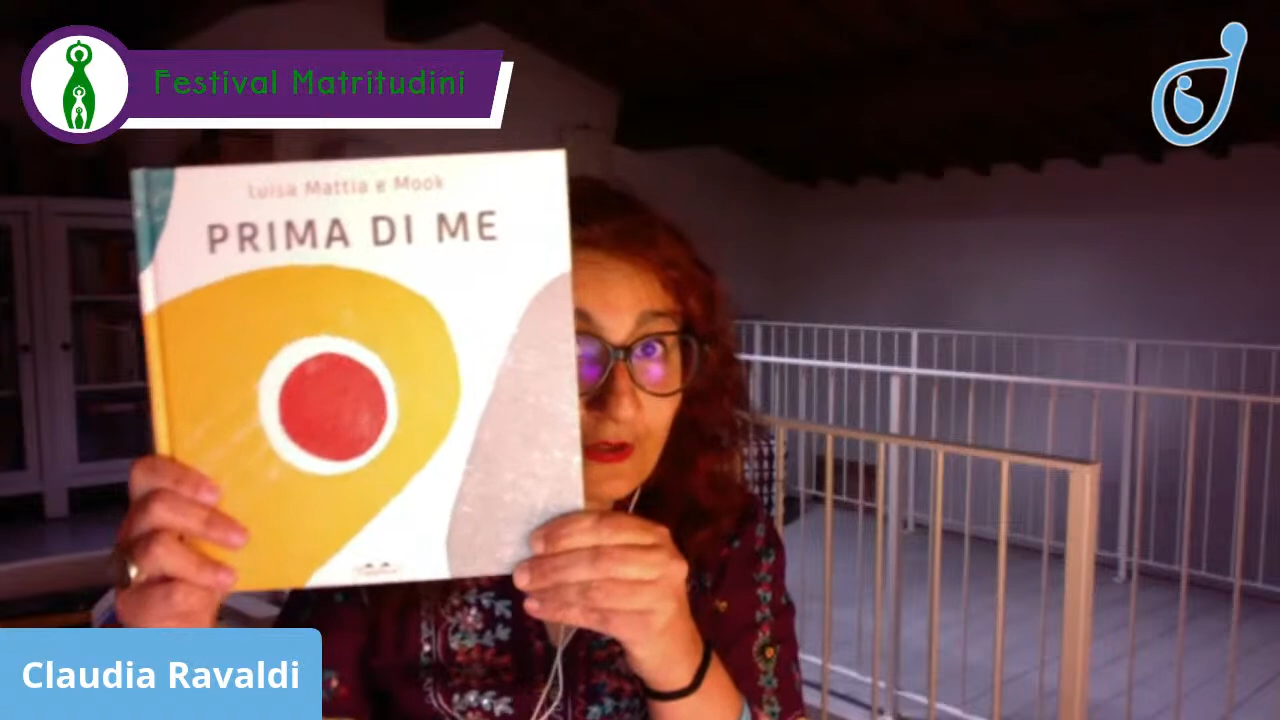 Festival Matritudini
Luisa Mattia e Mook
PRIMA DI ME
Claudia Ravaldi